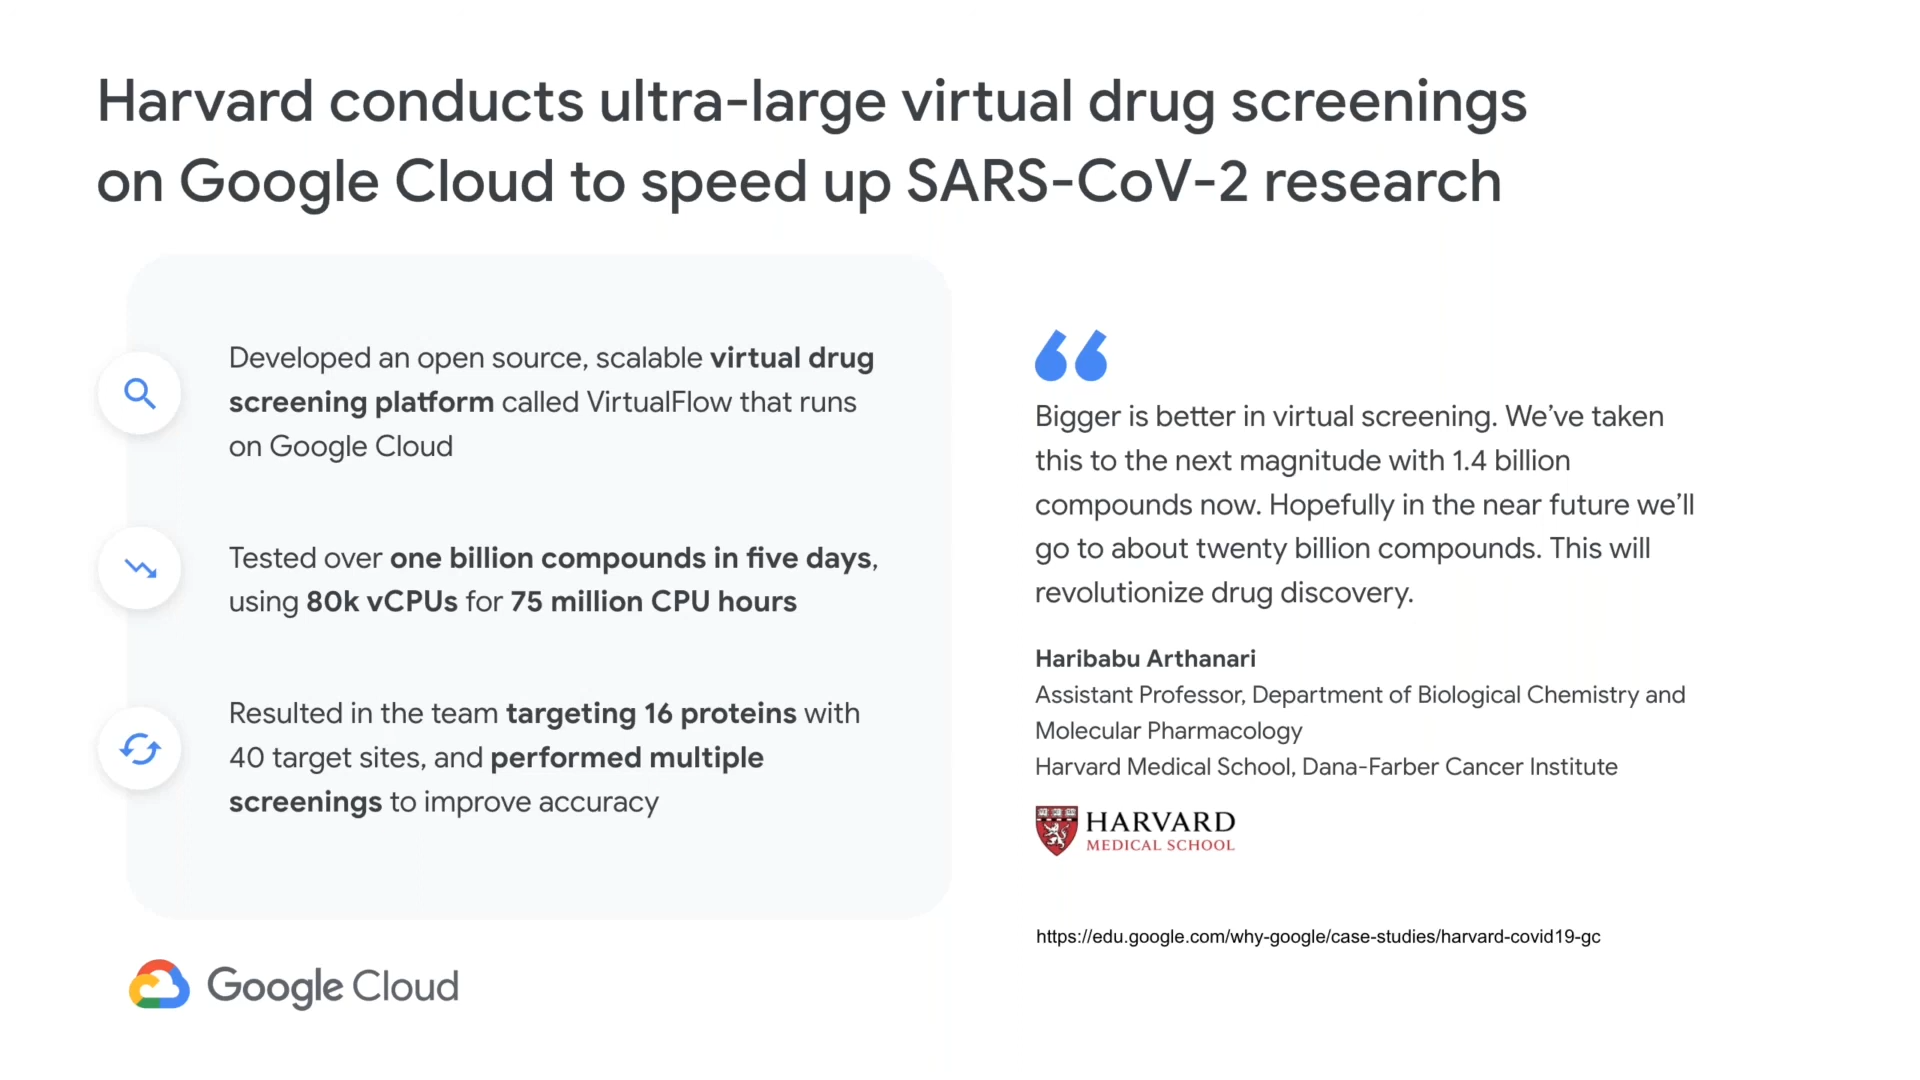 Harvard conducts ultra-large virtual drug screenings
on Google Cloud to speed up SARS-CoV-2 research
Developed an open source, scalable virtual drug
screening platform called VirtualFlow that runs
on Google Cloud
Tested over one billion compounds in five days,
using 80k vCPUs for 75 million CPU hours
Resulted in the team targeting 16 proteins with
40 target sites, and performed multiple
screenings to improve accuracy
Bigger is better in virtual screening. We’ve taken
this to the next magnitude with 1.4 billion
compounds now. Hopefully in the near future we’ll
go to about twenty billion compounds. This will
revolutionize drug discovery.
Haribabu Arthanari
Assistant Professor, Department of Biological Chemistry and
Molecular Pharmacology
Harvard Medical School, Dana-Farber Cancer Institute
HARVARD
MEDICAL SCHOOL
https://edu.google.com/why-google/case-studies/harvard-covid19-gc
Google Cloud